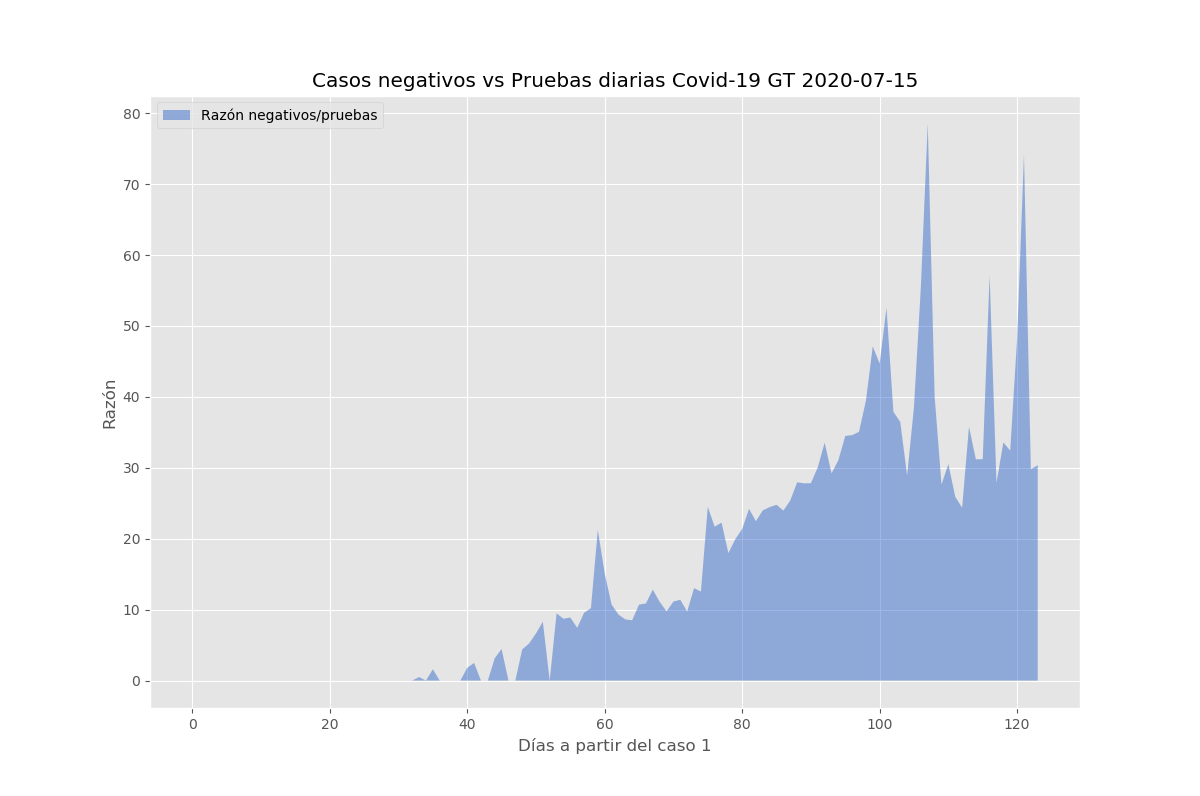 Casos negativos vs Pruebas diarias Covid-19 GT 2020-07-15
Razón negativos/pruebas
80
70
60
50
40
30
20
10
0
Razón
0 20 40 60 80 100 120
Días a partir del caso 1